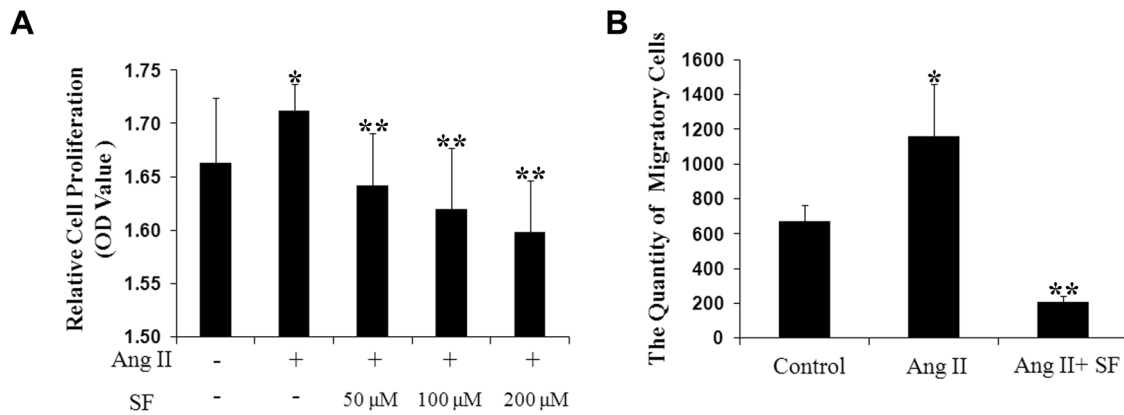 A
Relative Cell Proliferation
(OD Value )
1.75
1.70
1.65
1.60
1.55
1.50
* ** ** **
Ang II - + + + +
SF - - 50 μM 100 μM 200 μM
B
The Quantity of Migratory Cells
1600
1400
1200
1000
800
600
400
200
0
* **
Control Ang II Ang II+ SF